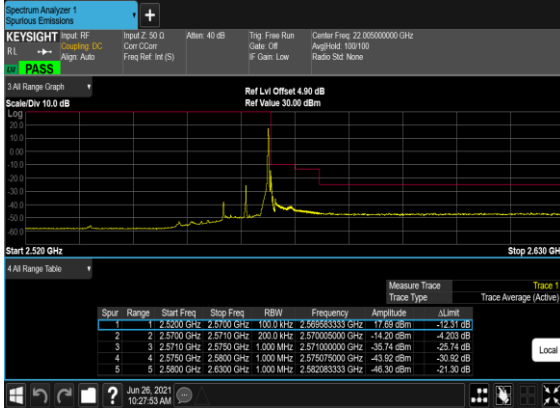 Spectrum Analyzer 1
Spurious Emissions
+
KEYSIGHT Input: RF Input Z: 50 Ω Atten: 40 dB Trig: Free Run Center Freq: 22.005000000 GHz
RL Coupling: DC Corr CCorr Gate: Off Avg|Hold: 100/100
Align: Auto Freq Ref: Int (S) IF Gain: Low Radio Std: None
PASS
3 All Range Graph
Ref Lvl Offset 4.90 dB
Scale/Div 10.0 dB Ref Value 30.00 dBm
Log
20.0
10.0
0.00
-10.0
-20.0
-30.0
-40.0
-50.0
-60.0
Start 2.520 GHz Stop 2.630 GH
4 All Range Table
Measure Trace Trace 1
Trace Type Trace Average (Active)
Spur Range Start Freq Stop Freq RBW Frequency Amplitude ΔLimit
1 1 2.5200 GHz 2.5700 GHz 100.0 kHz 2.569583333 GHz 17.69 dBm -12.31 dB
2 2 2.5700 GHz 2.5710 GHz 200.0 kHz 2.570005000 GHz -14.20 dBm -4.203 dB
3 3 2.5710 GHz 2.5750 GHz 1.000 MHz 2.571000000 GHz -35.74 dBm -25.74 dB
4 4 2.5750 GHz 2.5800 GHz 1.000 MHz 2.575075000 GHz -43.92 dBm -30.92 dB
5 5 2.5800 GHz 2.6300 GHz 1.000 MHz 2.582083333 GHz -46.30 dBm -21.30 dB
Local
? Jun 26, 2021
10:27:53 AM